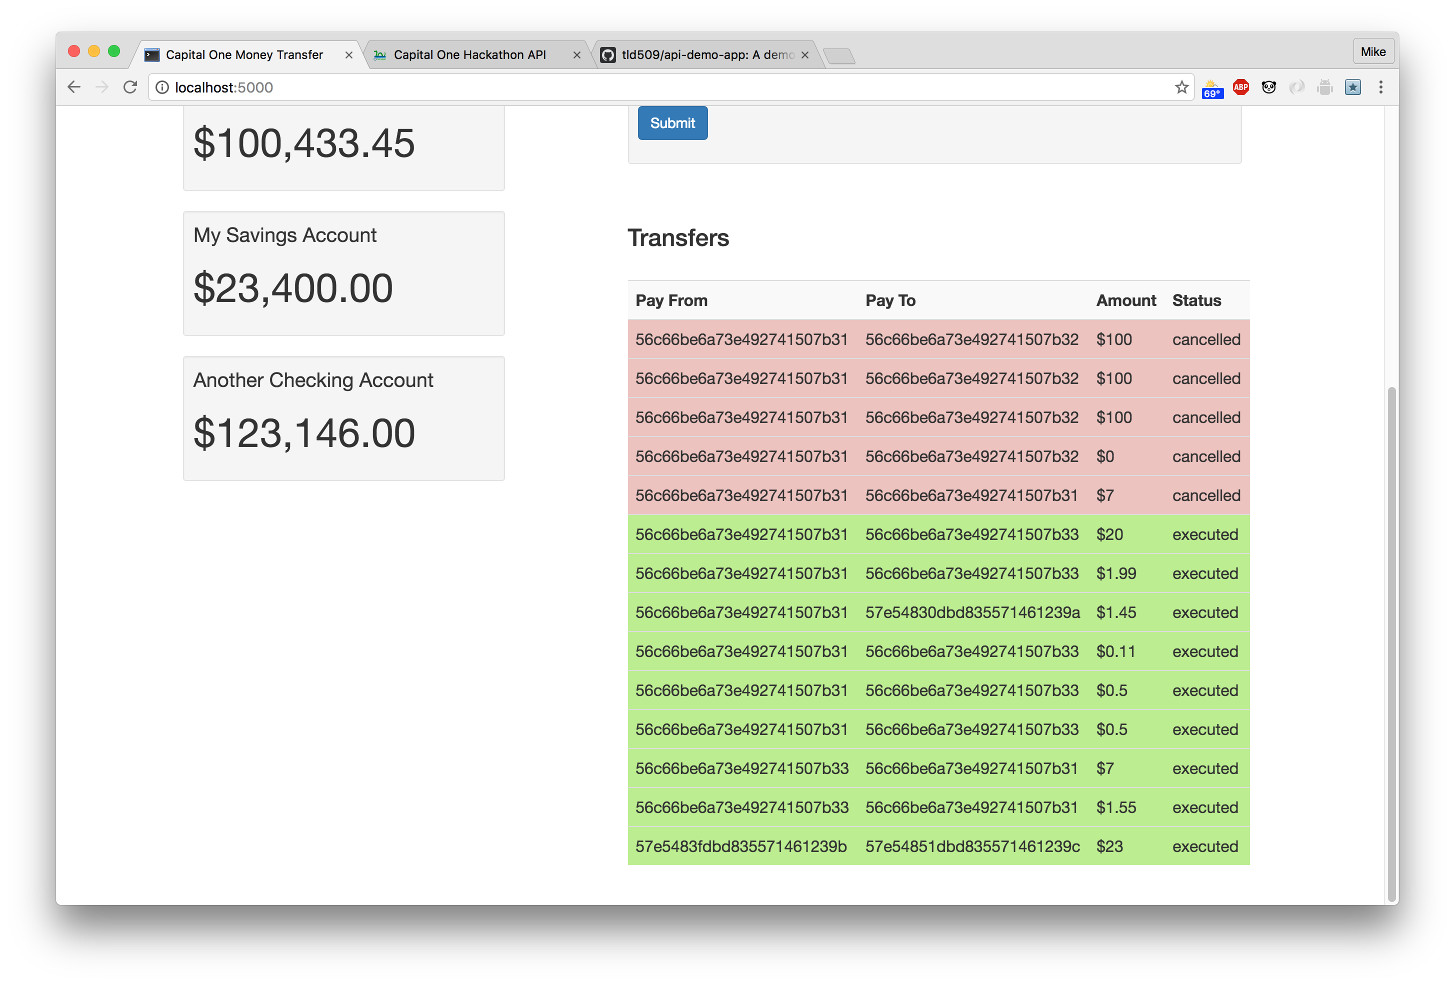 Capital One Money Transfer
Capital One Hackathon API
tld509/api-demo-app: A demo
Mike
localhost:5000
69°
ABP
$100,433.45
My Savings Account
$23,400.00
Another Checking Account
$123,146.00
Submit
Transfers
Pay From Pay To Amount Status
56c66be6a73e492741507b31 56c66be6a73e492741507b32 $100 cancelled
56c66be6a73e492741507b31 56c66be6a73e492741507b32 $100 cancelled
56c66be6a73e492741507b31 56c66be6a73e492741507b32 $100 cancelled
56c66be6a73e492741507b31 56c66be6a73e492741507b32 $0 cancelled
56c66be6a73e492741507b31 56c66be6a73e492741507b31 $7 cancelled
56c66be6a73e492741507b31 56c66be6a73e492741507b33 $20 executed
56c66be6a73e492741507b31 56c66be6a73e492741507b33 $1.99 executed
56c66be6a73e492741507b31 57e54830dbd835571461239a $1.45 executed
56c66be6a73e492741507b31 56c66be6a73e492741507b33 $0.11 executed
56c66be6a73e492741507b31 56c66be6a73e492741507b33 $0.5 executed
56c66be6a73e492741507b31 56c66be6a73e492741507b33 $0.5 executed
56c66be6a73e492741507b33 56c66be6a73e492741507b31 $7 executed
56c66be6a73e492741507b33 56c66be6a73e492741507b31 $1.55 executed
57e5483fdbd835571461239b 57e54851dbd835571461239c $23 executed